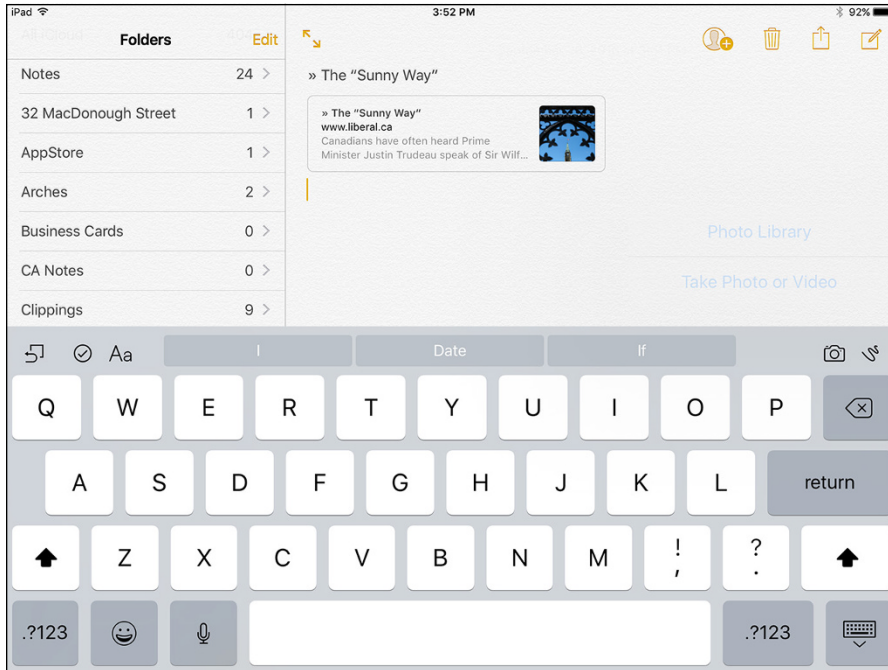 iPad 3:52 PM 92%
All iCloud 404
Folders Edit
Notes 24 >
32 MacDonough Street 1 >
AppStore 1 >
Arches 2 >
Business Cards 0 >
CA Notes 0 >
Clippings 9 >
» The “Sunny Way”
» The “Sunny Way”
www.liberal.ca
Canadians have often heard Prime
Minister Justin Trudeau speak of Sir Wilf...
Photo Library
Take Photo or Video
Aa I Date If
Q W E R T Y U I O P
A S D F G H J K L return
Z X C V B N M ! , ? .
.?123 .?123